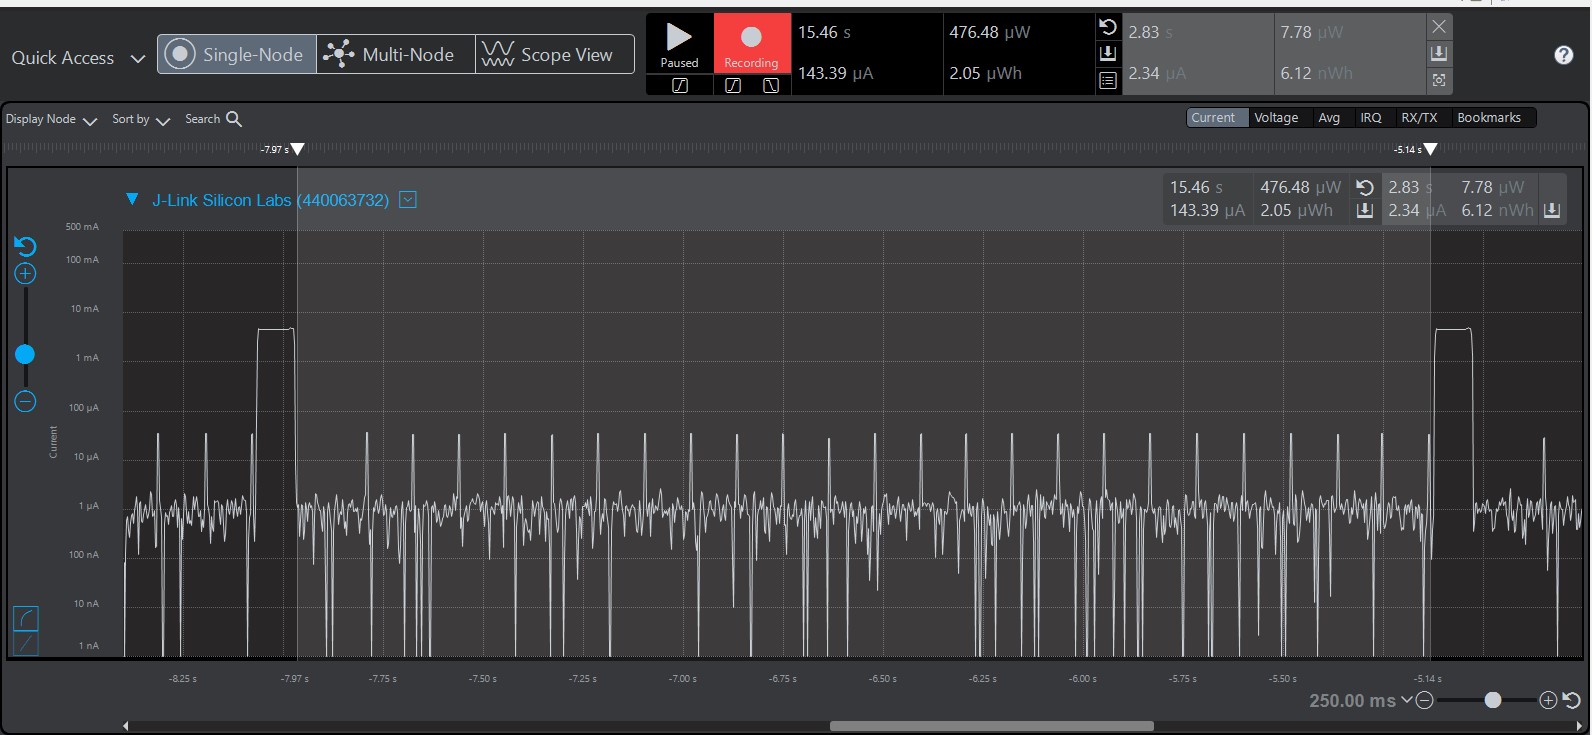 Quick Access
Single-Node
Multi-Node
Scope View
Paused
Recording
15.46 s
476.48 µW
143.39 µA
2.05 µWh
2.83 s
7.78 µW
2.34 µA
6.12 nWh
Display Node
Sort by
Search
Current
Voltage
Avg
IRQ
RX/TX
Bookmarks
-7.97 s
-5.14 s
J-Link Silicon Labs (440063732)
15.46 s
476.48 µW
2.83 s
7.78 µW
143.39 µA
2.05 µWh
2.34 µA
6.12 nWh
500 mA
100 mA
10 mA
1 mA
100 µA
10 µA
1 µA
100 nA
10 nA
1 nA
Current
-8.25 s
-7.97 s
-7.75 s
-7.50 s
-7.25 s
-7.00 s
-6.75 s
-6.50 s
-6.25 s
-6.00 s
-5.75 s
-5.50 s
-5.14 s
250.00 ms